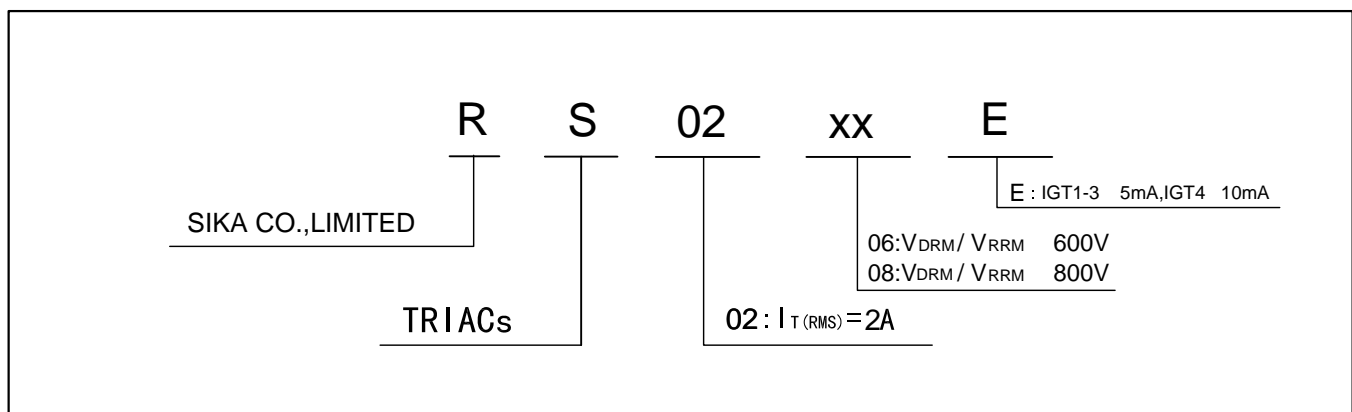 R S 02 xx E
E : IGT1-3 5mA,IGT4 10mA
SIKA CO.,LIMITED
06:VDRM / VRRM 600V
08:VDRM / VRRM 800V
TRIACs
02:IT(RMS)=2A